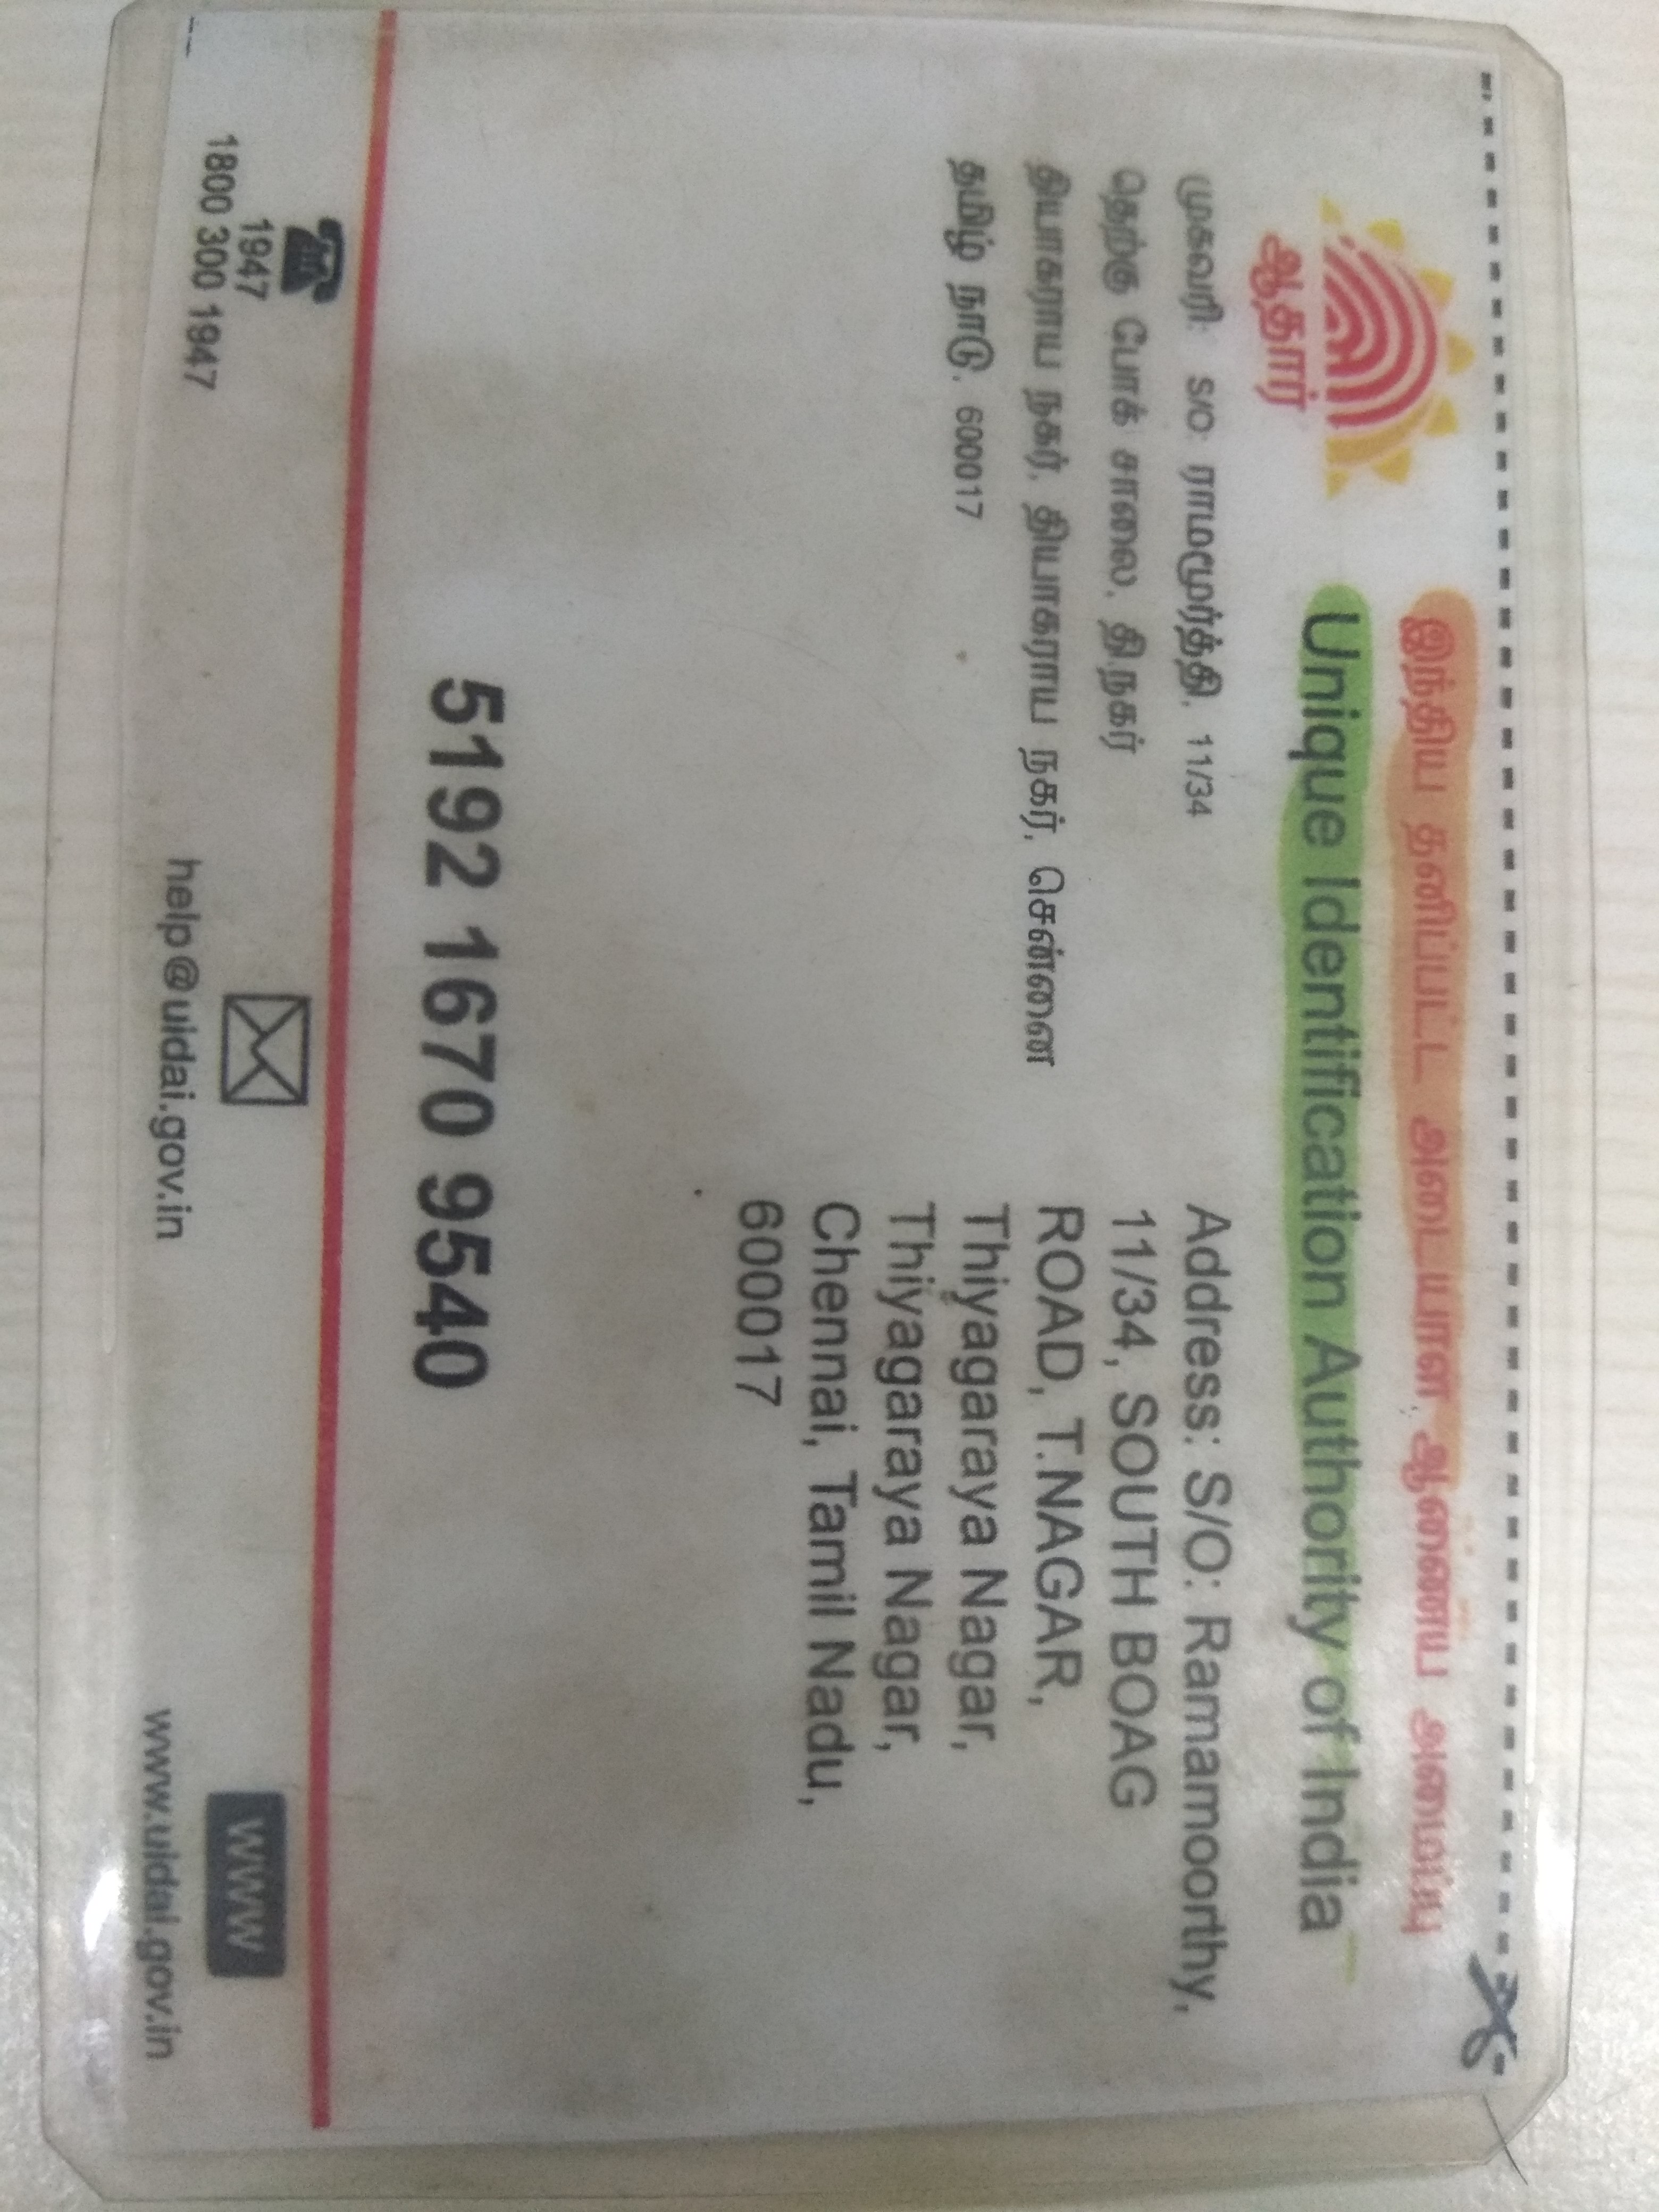 இந்திய தனிப்பட்ட அடையாள ஆணைய அமைப்பு
Unique Identification Authority of India
ஆதார்
முகவரி: S/O: ராமமூர்த்தி, 11/34
தெற்கு போக் சாலை, தி.நகர்
தியாகராய நகர், தியாகராய நகர், சென்னை
தமிழ் நாடு, 600017
Address: S/O: Ramamoorthy,
11/34, SOUTH BOAG
ROAD, T.NAGAR,
Thiyagaraya Nagar,
Thiyagaraya Nagar,
Chennai, Tamil Nadu,
600017
5192 1670 9540
1947
1800 300 1947
help@uidai.gov.in
www
www.uidai.gov.in